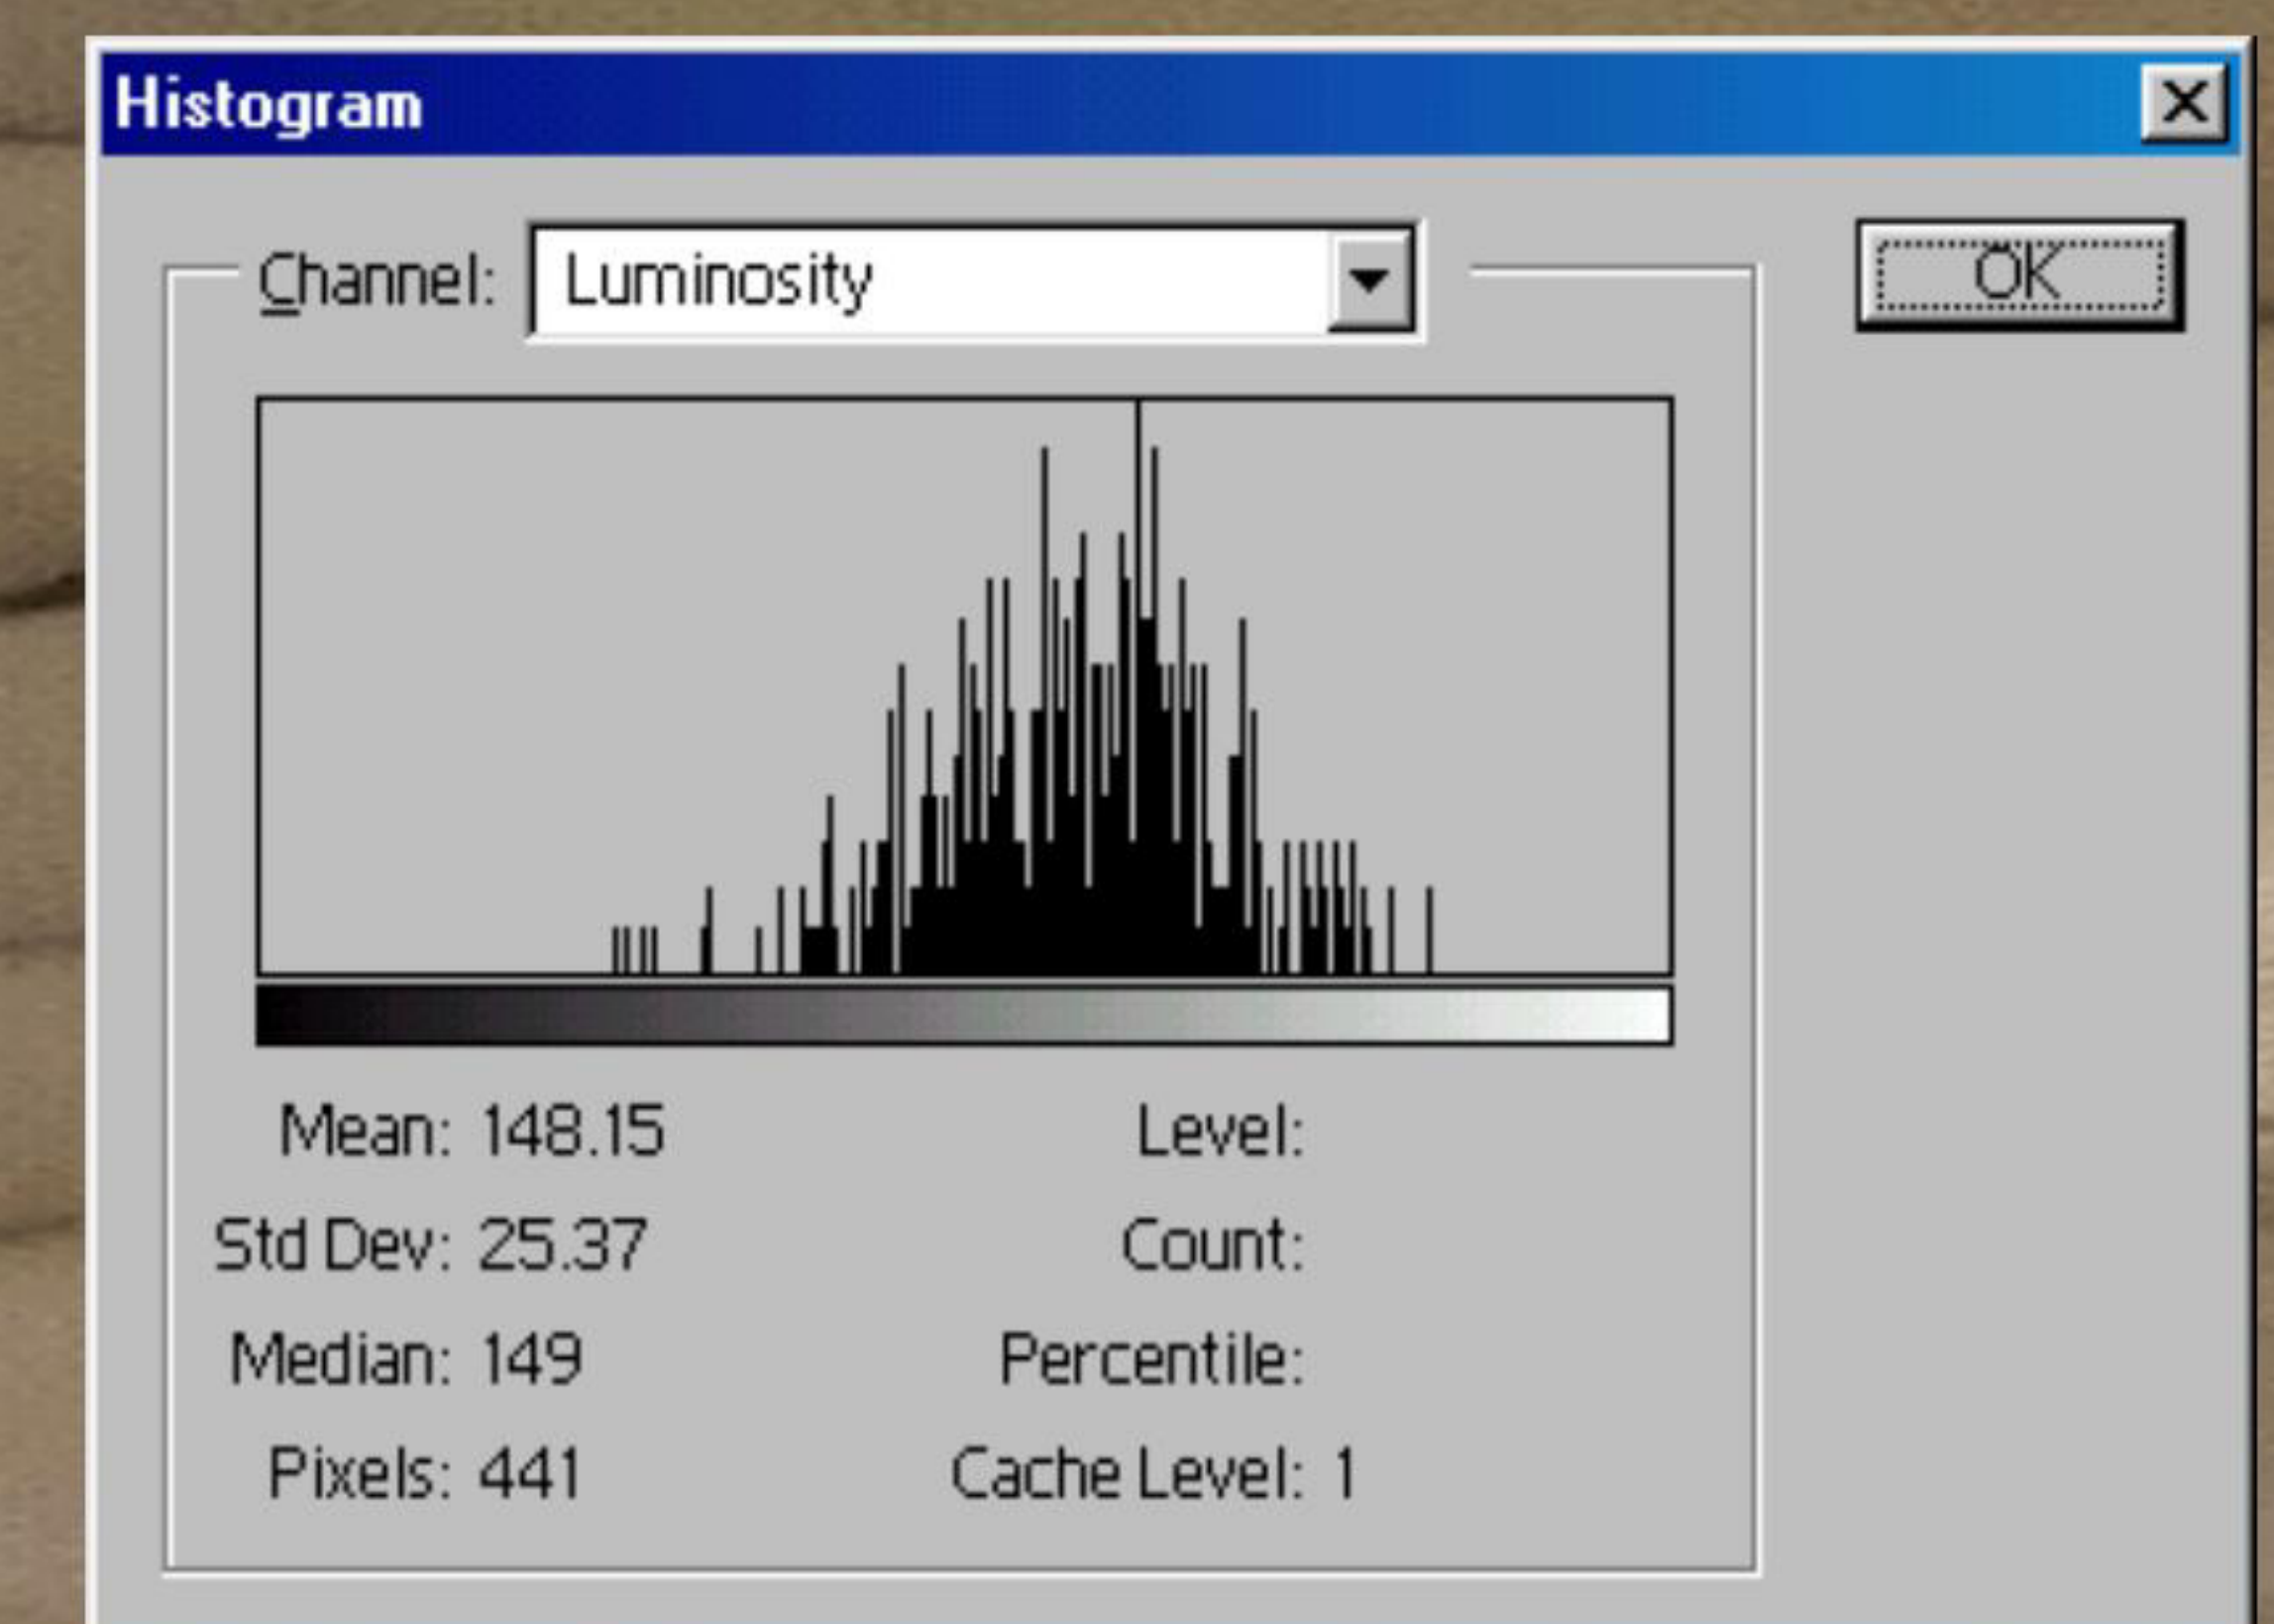 Histogram
Channel: Luminosity
OK
Mean: 148.15 Level:
Std Dev: 25.37 Count:
Median: 149 Percentile:
Pixels: 441 Cache Level: 1